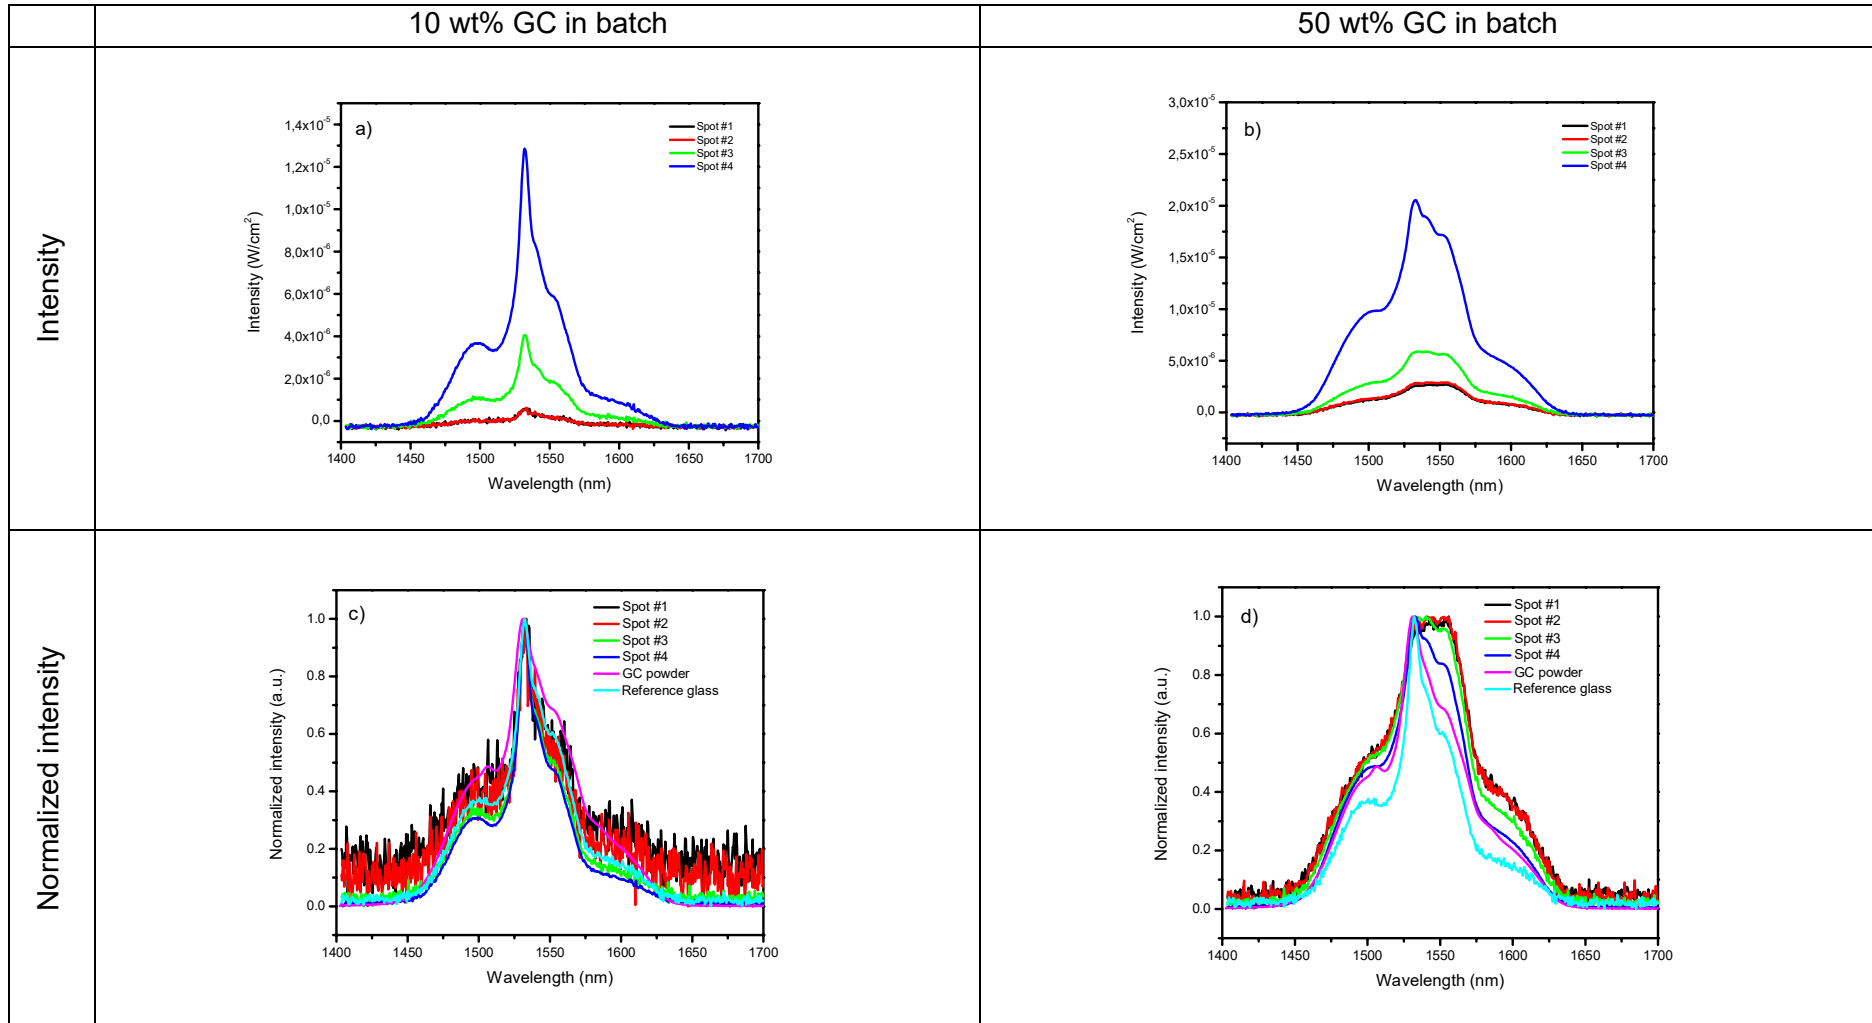 10 wt% GC in batch
50 wt% GC in batch
Intensity
a)
Spot #1
Spot #2
Spot #3
Spot #4
1,4x10⁻⁵
1,2x10⁻⁵
1,0x10⁻⁵
8,0x10⁻⁶
6,0x10⁻⁶
4,0x10⁻⁶
2,0x10⁻⁶
0,0
Intensity (W/cm²)
1400 1450 1500 1550 1600 1650 1700
Wavelength (nm)
b)
Spot #1
Spot #2
Spot #3
Spot #4
3,0x10⁻⁵
2,5x10⁻⁵
2,0x10⁻⁵
1,5x10⁻⁵
1,0x10⁻⁵
5,0x10⁻⁶
0,0
Intensity (W/cm²)
1400 1450 1500 1550 1600 1650 1700
Wavelength (nm)
Normalized intensity
c)
Spot #1
Spot #2
Spot #3
Spot #4
GC powder
Reference glass
1.0
0.8
0.6
0.4
0.2
0.0
Normalized intensity (a.u.)
1400 1450 1500 1550 1600 1650 1700
Wavelength (nm)
d)
Spot #1
Spot #2
Spot #3
Spot #4
GC powder
Reference glass
1.0
0.8
0.6
0.4
0.2
0.0
Normalized intensity (a.u.)
1400 1450 1500 1550 1600 1650 1700
Wavelength (nm)